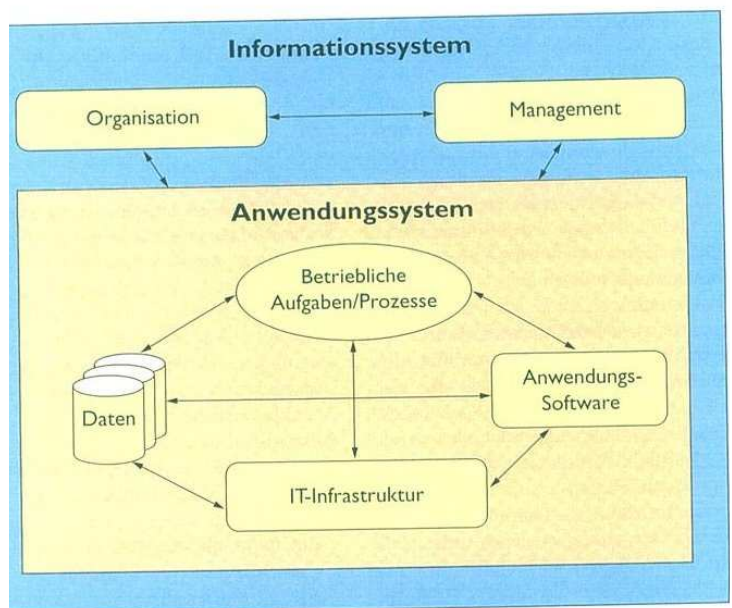 Informationssystem
Organisation
Management
Anwendungssystem
Betriebliche
Aufgaben/Prozesse
Daten
Anwendungs-
Software
IT-Infrastruktur